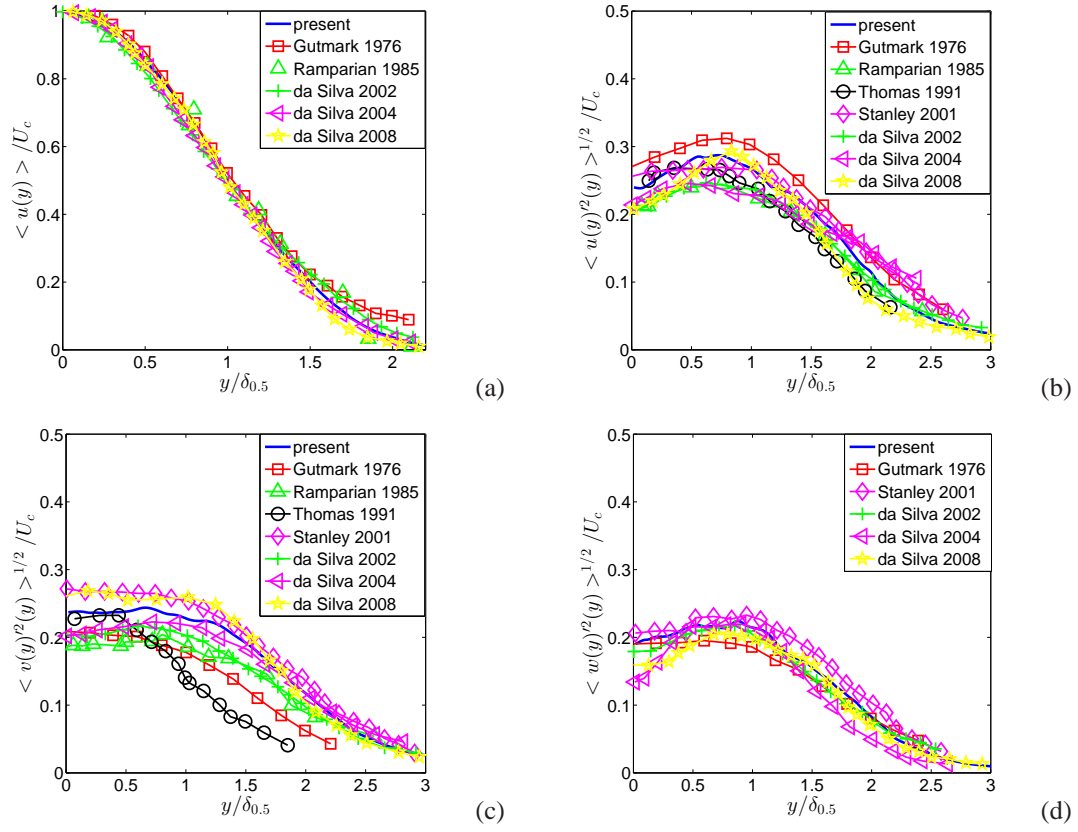 present
Gutmark 1976
Ramparian 1985
da Silva 2002
da Silva 2004
da Silva 2008
1
0.8
0.6
0.4
0.2
0
0 0.5 1 1.5 2
< u(y) > /U_c
y/δ_{0.5}
(a)
present
Gutmark 1976
Ramparian 1985
Thomas 1991
Stanley 2001
da Silva 2002
da Silva 2004
da Silva 2008
0.5
0.4
0.3
0.2
0.1
0
0 0.5 1 1.5 2 2.5 3
< u(y)'^2(y) >^{1/2} /U_c
y/δ_{0.5}
(b)
present
Gutmark 1976
Ramparian 1985
Thomas 1991
Stanley 2001
da Silva 2002
da Silva 2004
da Silva 2008
0.5
0.4
0.3
0.2
0.1
0
0 0.5 1 1.5 2 2.5 3
< v(y)'^2(y) >^{1/2} /U_c
y/δ_{0.5}
(c)
present
Gutmark 1976
Stanley 2001
da Silva 2002
da Silva 2004
da Silva 2008
0.5
0.4
0.3
0.2
0.1
0
0 0.5 1 1.5 2 2.5 3
< w(y)'^2(y) >^{1/2} /U_c
y/δ_{0.5}
(d)